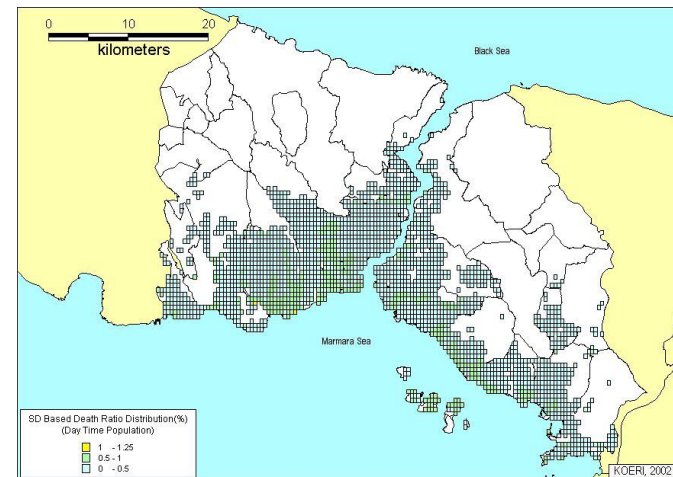 0 10 20
kilometers
Black Sea
Marmara Sea
SD Based Death Ratio Distribution(%)
(Day Time Population)
1 - 1.25
0.5 - 1
0 - 0.5
KOERI, 2002